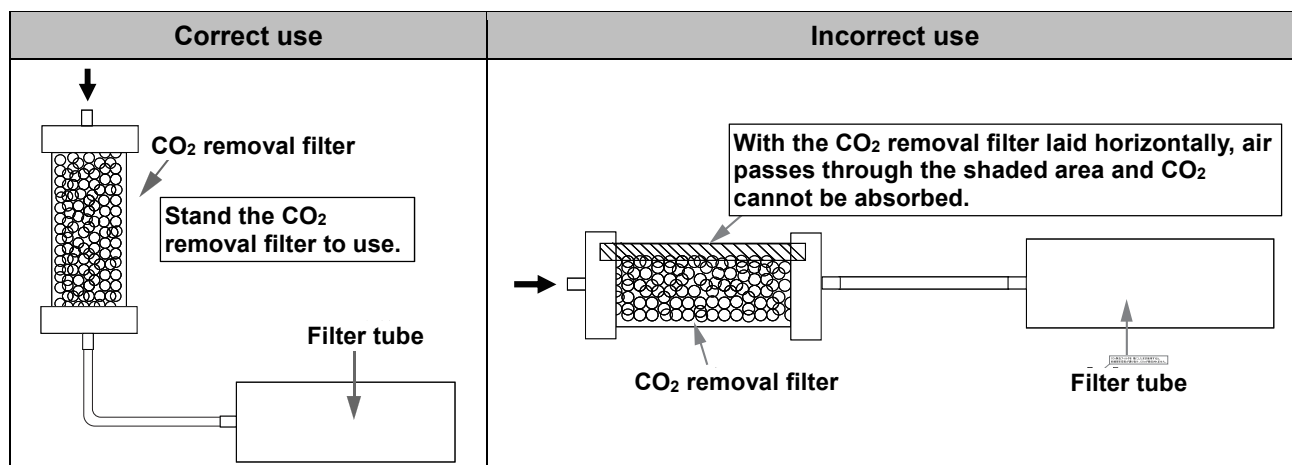 Correct use
Incorrect use
CO₂ removal filter
Stand the CO₂
removal filter to use.
Filter tube
With the CO₂ removal filter laid horizontally, air
passes through the shaded area and CO₂
cannot be absorbed.
CO₂ removal filter
Filter tube